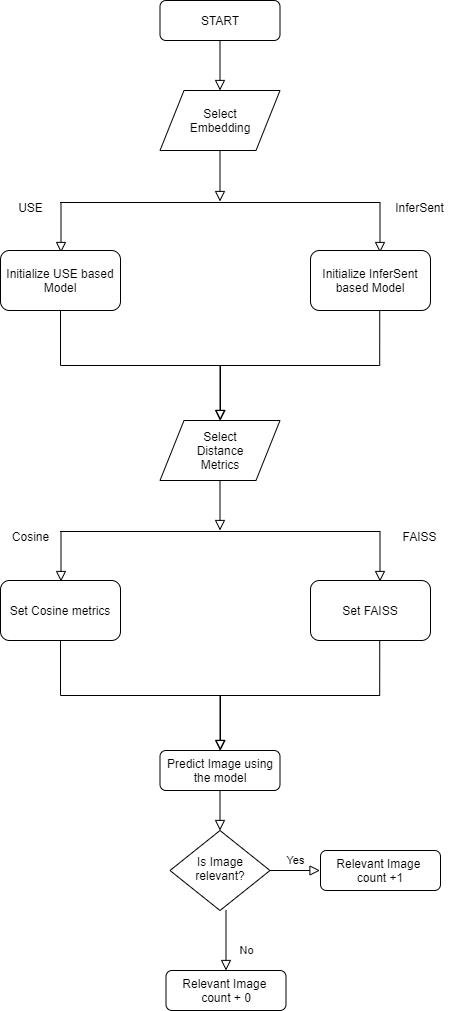 START
Select
Embedding
USE
InferSent
Initialize USE based
Model
Initialize InferSent
based Model
Select
Distance
Metrics
Cosine
FAISS
Set Cosine metrics
Set FAISS
Predict Image using
the model
Is Image
relevant?
Yes
Relevant Image
count +1
No
Relevant Image
count + 0